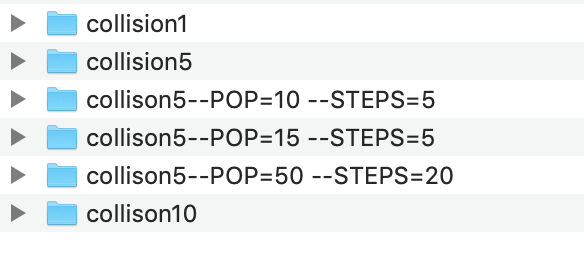 collision1
collision5
collison5--POP=10 --STEPS=5
collison5--POP=15 --STEPS=5
collison5--POP=50 --STEPS=20
collison10